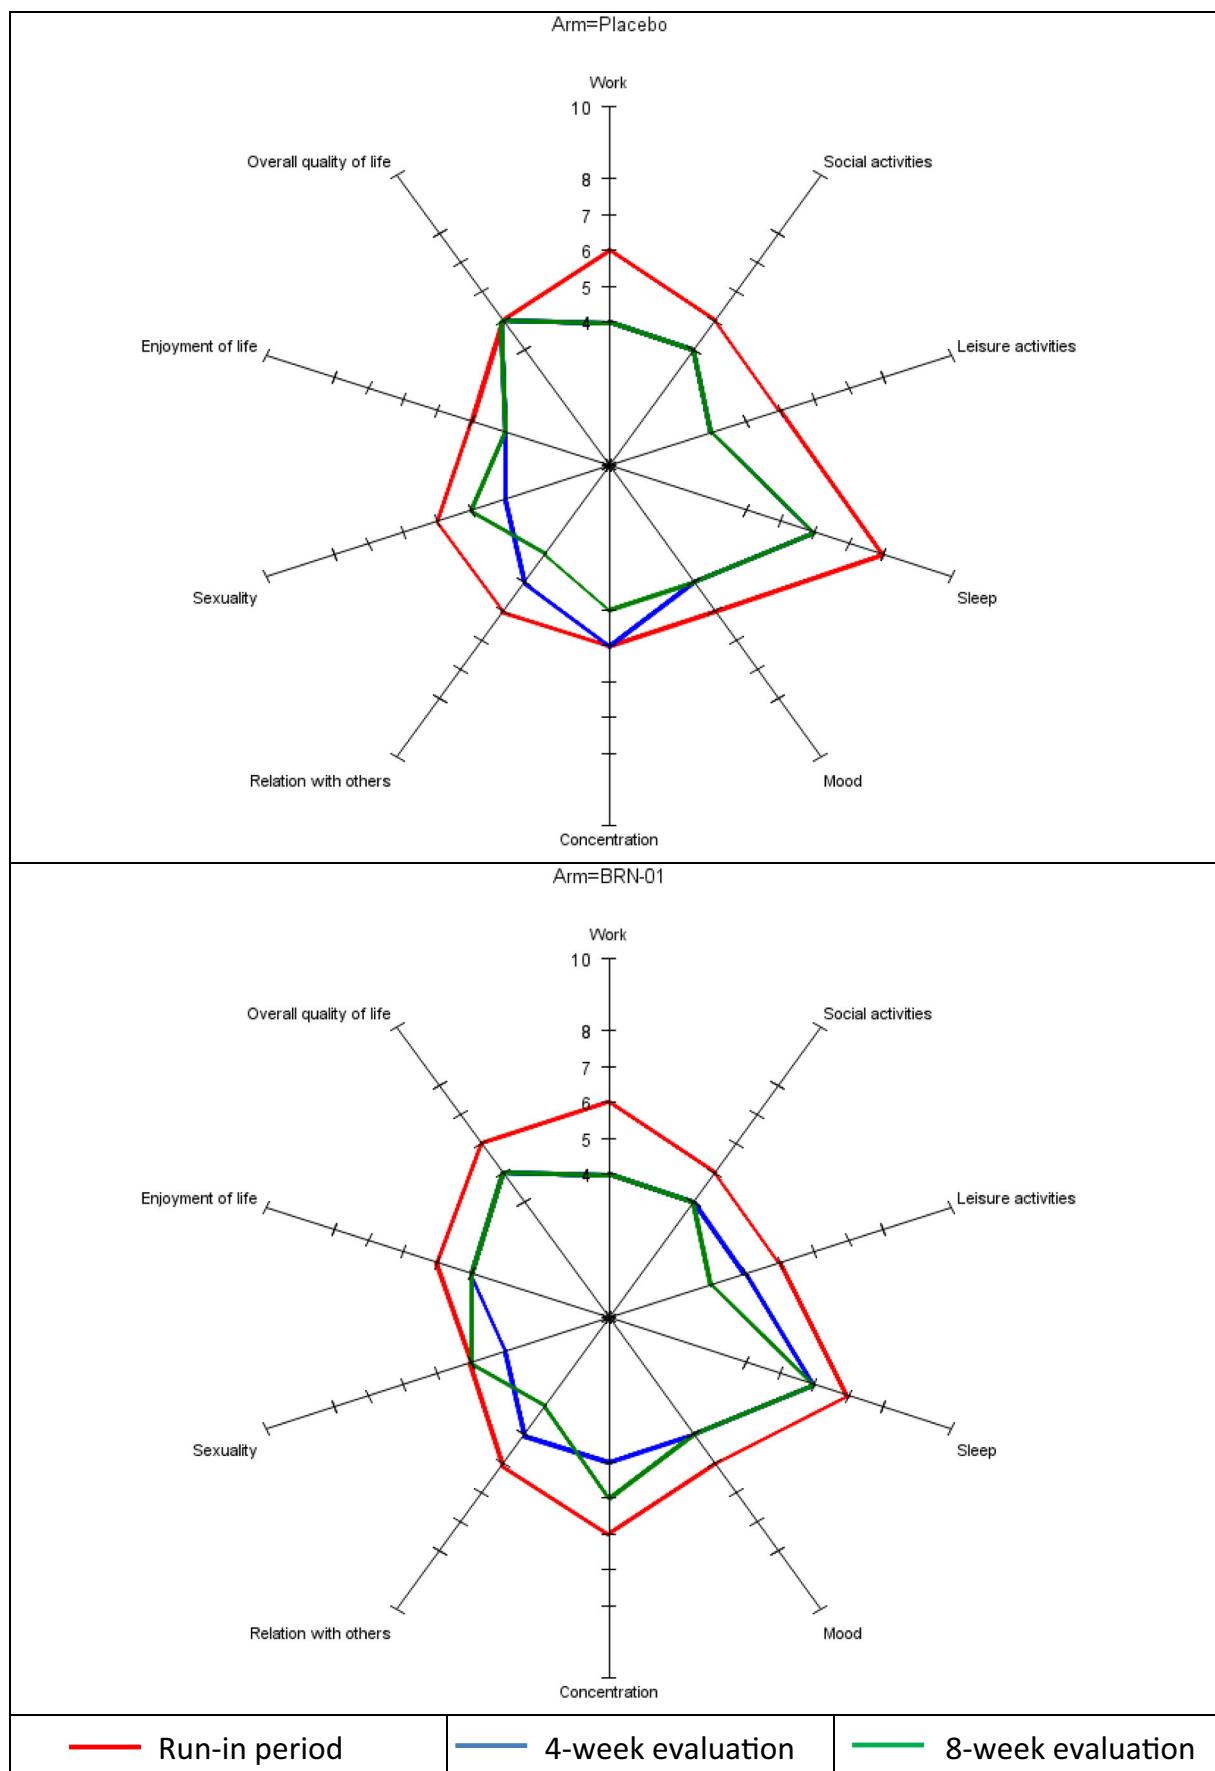 Arm=Placebo
Work
10
Overall quality of life
Social activities
8
7
6
5
4
Enjoyment of life
Leisure activities
Sexuality
Sleep
Relation with others
Mood
Concentration
Arm=BRN-01
Work
10
Overall quality of life
Social activities
8
7
6
5
4
Enjoyment of life
Leisure activities
Sexuality
Sleep
Relation with others
Mood
Concentration
Run-in period
4-week evaluation
8-week evaluation